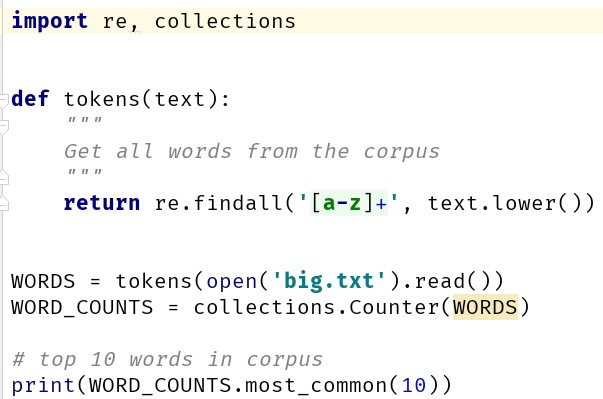 import re, collections
def tokens(text):
    """
    Get all words from the corpus
    """
    return re.findall('[a-z]+', text.lower())
WORDS = tokens(open('big.txt').read())
WORD_COUNTS = collections.Counter(WORDS)
# top 10 words in corpus
print(WORD_COUNTS.most_common(10))